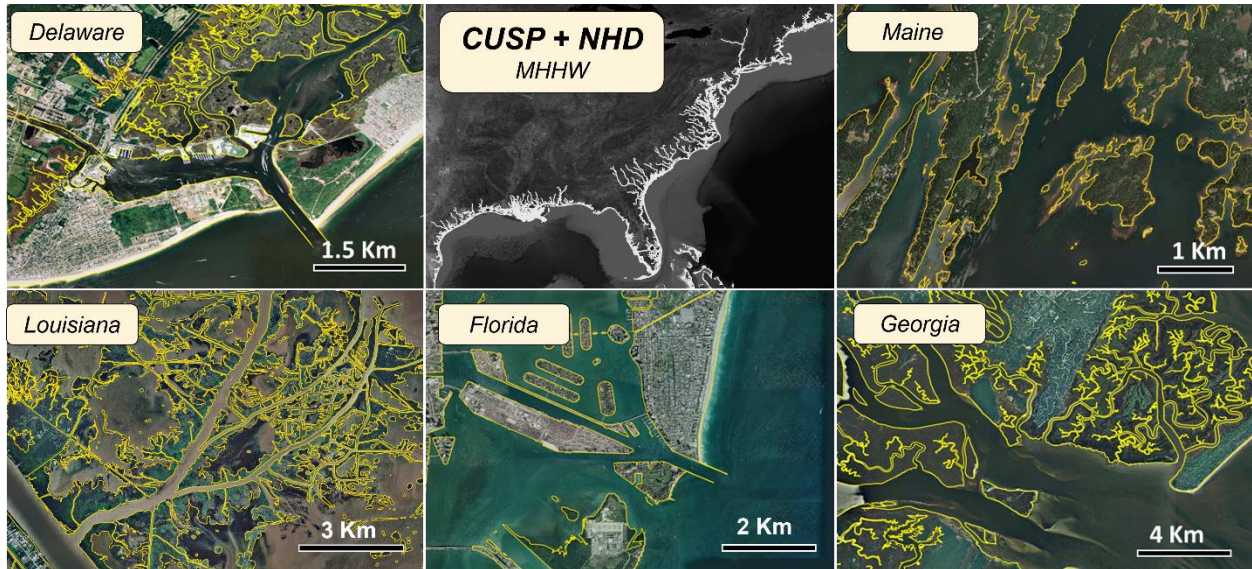 Delaware
1.5 Km
CUSP + NHD
MHHW
Maine
1 Km
Louisiana
3 Km
Florida
2 Km
Georgia
4 Km